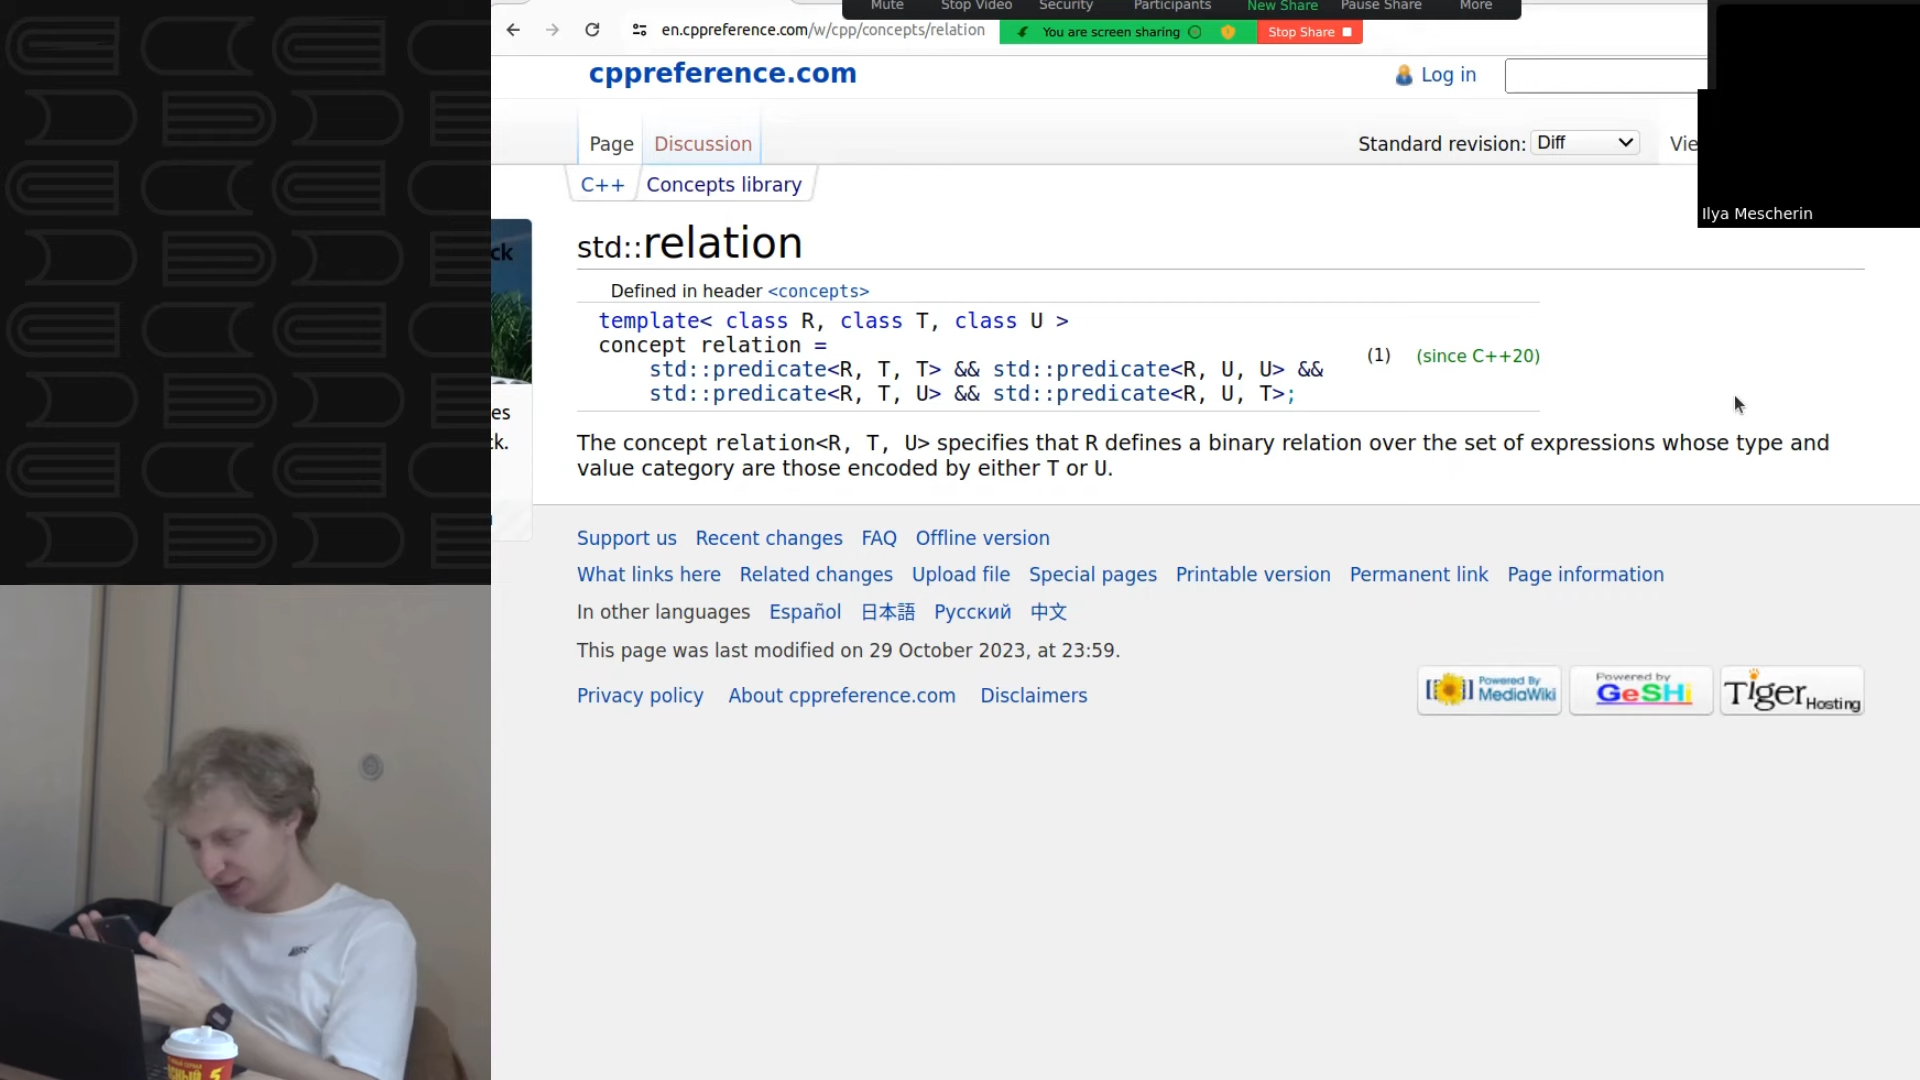 Mute Stop Video Security Participants New Share Pause Share More
en.cppreference.com/w/cpp/concepts/relation
You are screen sharing Stop Share
cppreference.com
Log in
Page Discussion
Standard revision: Diff
Vie
C++ Concepts library
Ilya Mescherin
std::relation
ck
Defined in header <concepts>
template< class R, class T, class U >
concept relation =
std::predicate<R, T, T> && std::predicate<R, U, U> &&
std::predicate<R, T, U> && std::predicate<R, U, T>;
(1) (since C++20)
es
ck.
The concept relation<R, T, U> specifies that R defines a binary relation over the set of expressions whose type and
value category are those encoded by either T or U.
Support us Recent changes FAQ Offline version
What links here Related changes Upload file Special pages Printable version Permanent link Page information
In other languages Español 日本語 Русский 中文
This page was last modified on 29 October 2023, at 23:59.
Privacy policy About cppreference.com Disclaimers
Powered By MediaWiki
Powered by GeSHi
Tiger Hosting